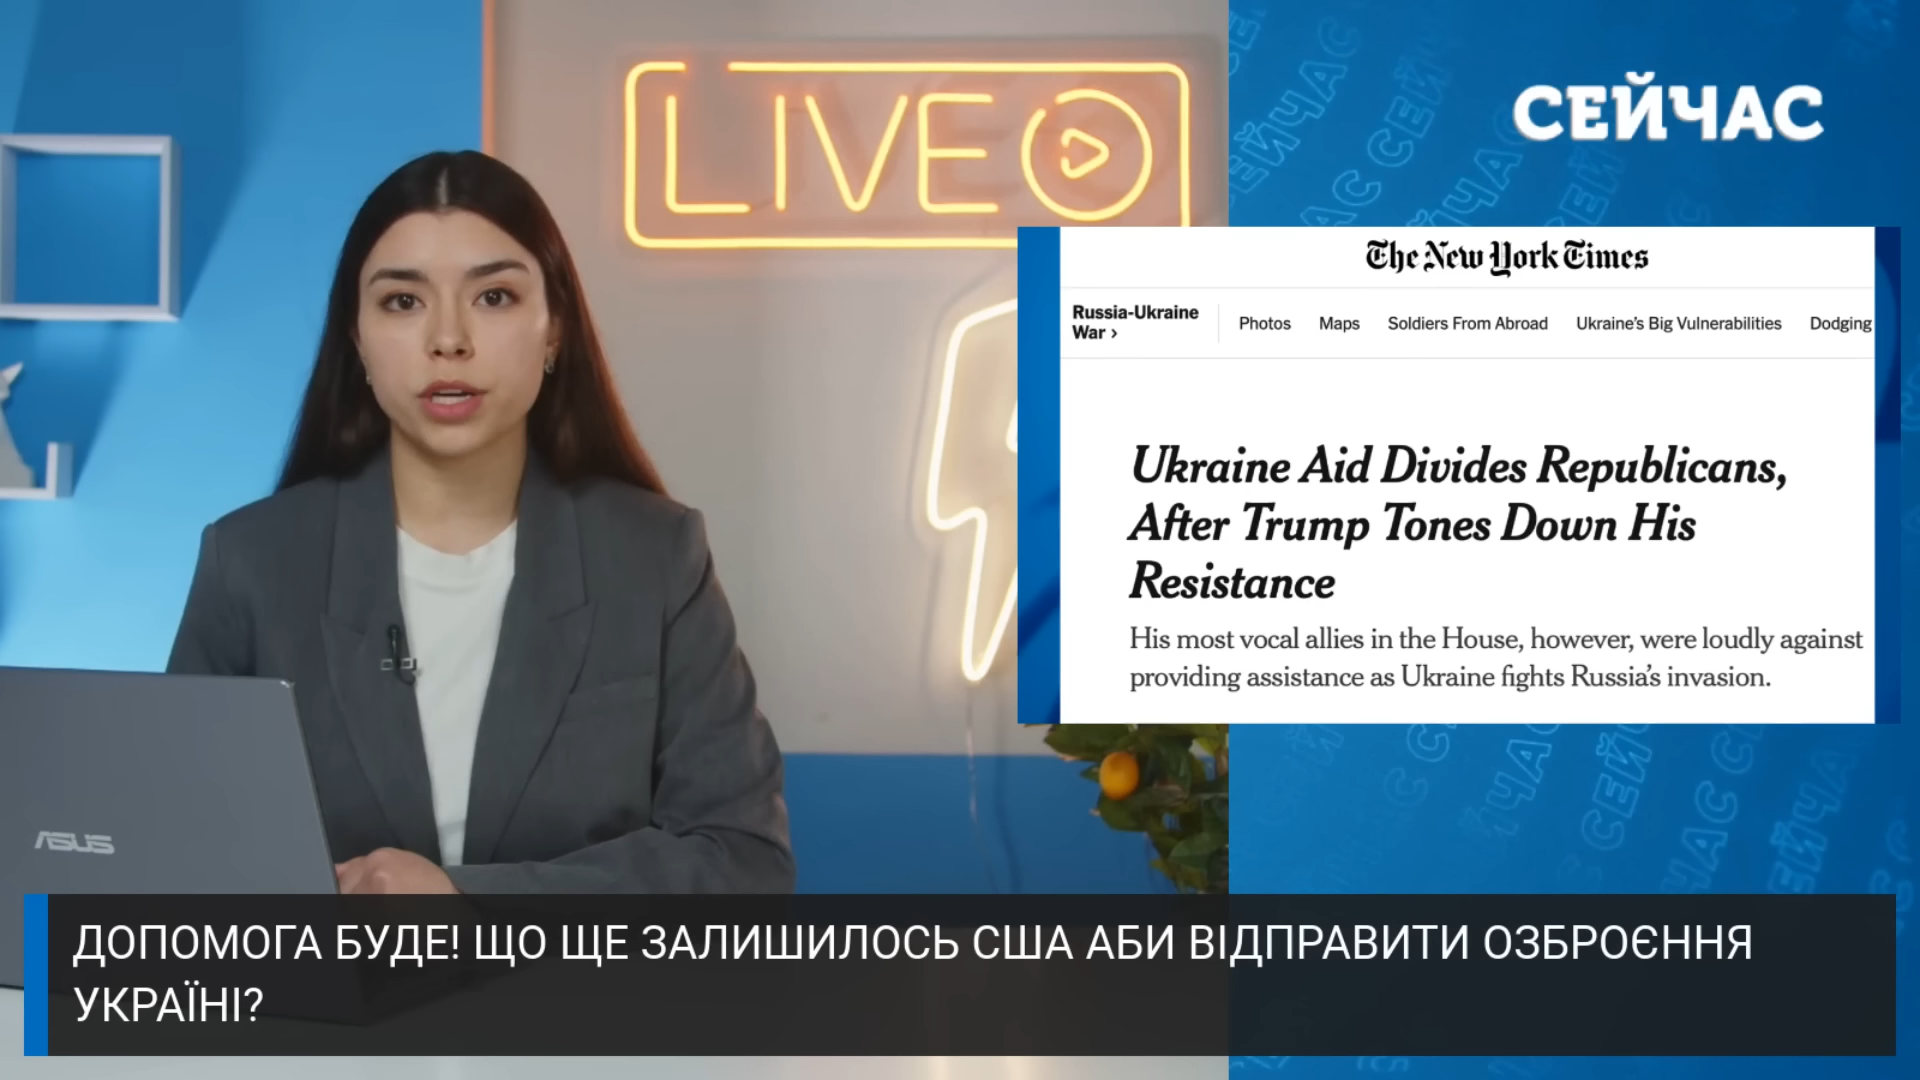 LIVE
СЕЙЧАС
The New York Times
Russia-Ukraine
War ›
Photos
Maps
Soldiers From Abroad
Ukraine's Big Vulnerabilities
Dodging
Ukraine Aid Divides Republicans,
After Trump Tones Down His
Resistance
His most vocal allies in the House, however, were loudly against
providing assistance as Ukraine fights Russia's invasion.
ASUS
ДОПОМОГА БУДЕ! ЩО ЩЕ ЗАЛИШИЛОСЬ США АБИ ВІДПРАВИТИ ОЗБРОЄННЯ
УКРАЇНІ?